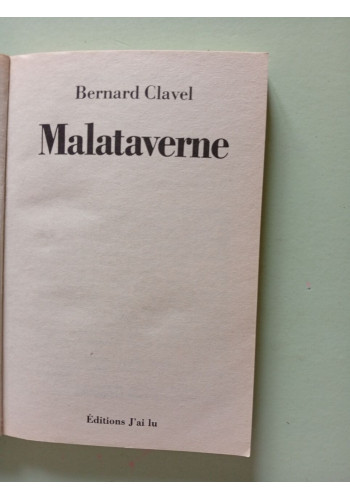 Bernard Clavel
Malataverne
Éditions J'ai lu